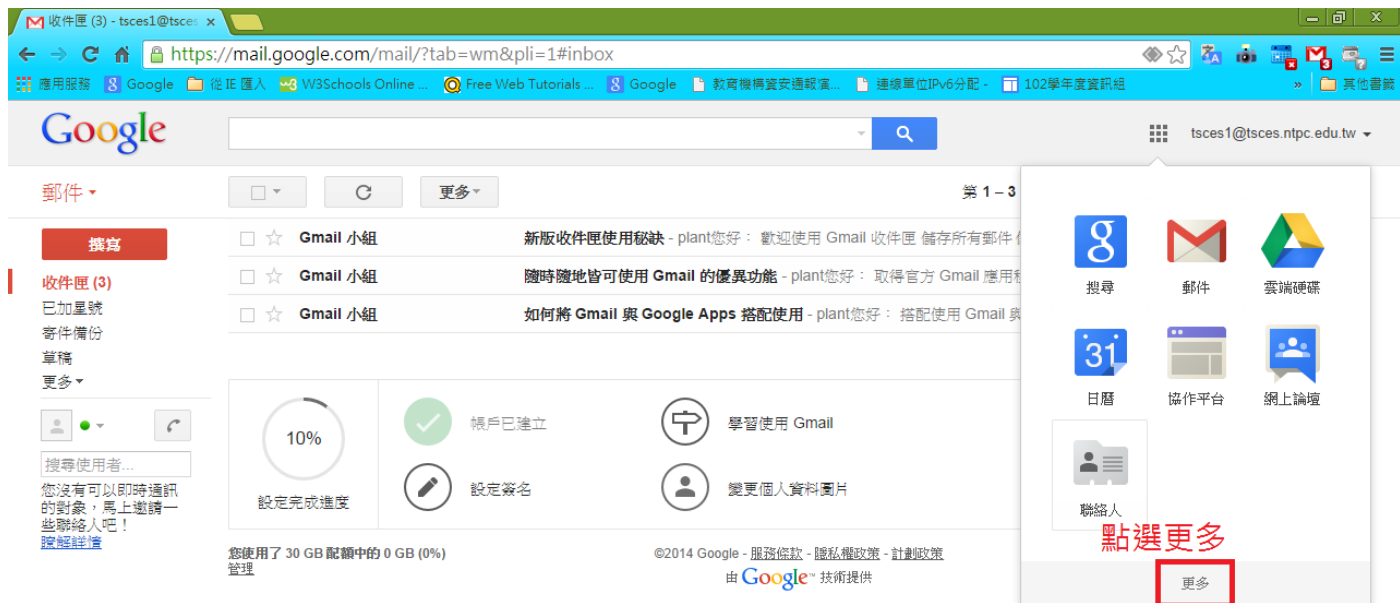 收件匣 (3) - tsces1@tsces
https://mail.google.com/mail/?tab=wm&pli=1#inbox
應用服務 Google 從 IE 匯入 W3Schools Online ... Free Web Tutorials ... Google 教育機構資安通報演... 連線單位IPv6分配 - 102學年度資訊組 » 其他書籤
Google
tsces1@tsces.ntpc.edu.tw
郵件
更多
第 1 – 3
撰寫
收件匣 (3)
已加星號
寄件備份
草稿
更多
Gmail 小組 新版收件匣使用秘訣 - plant您好： 歡迎使用 Gmail 收件匣 儲存所有郵件
Gmail 小組 隨時隨地皆可使用 Gmail 的優異功能 - plant您好： 取得官方 Gmail 應用
Gmail 小組 如何將 Gmail 與 Google Apps 搭配使用 - plant您好： 搭配使用 Gmail 與
搜尋使用者...
您沒有可以即時通訊
的對象，馬上邀請一
些聯絡人吧！
瞭解詳情
10%
設定完成進度
帳戶已建立
學習使用 Gmail
設定簽名
變更個人資料圖片
您使用了 30 GB 配額中的 0 GB (0%)
管理
©2014 Google - 服務條款 - 隱私權政策 - 計劃政策
由 Google™ 技術提供
8 搜尋
郵件
雲端硬碟
31
日曆
協作平台
網上論壇
聯絡人
點選更多
更多